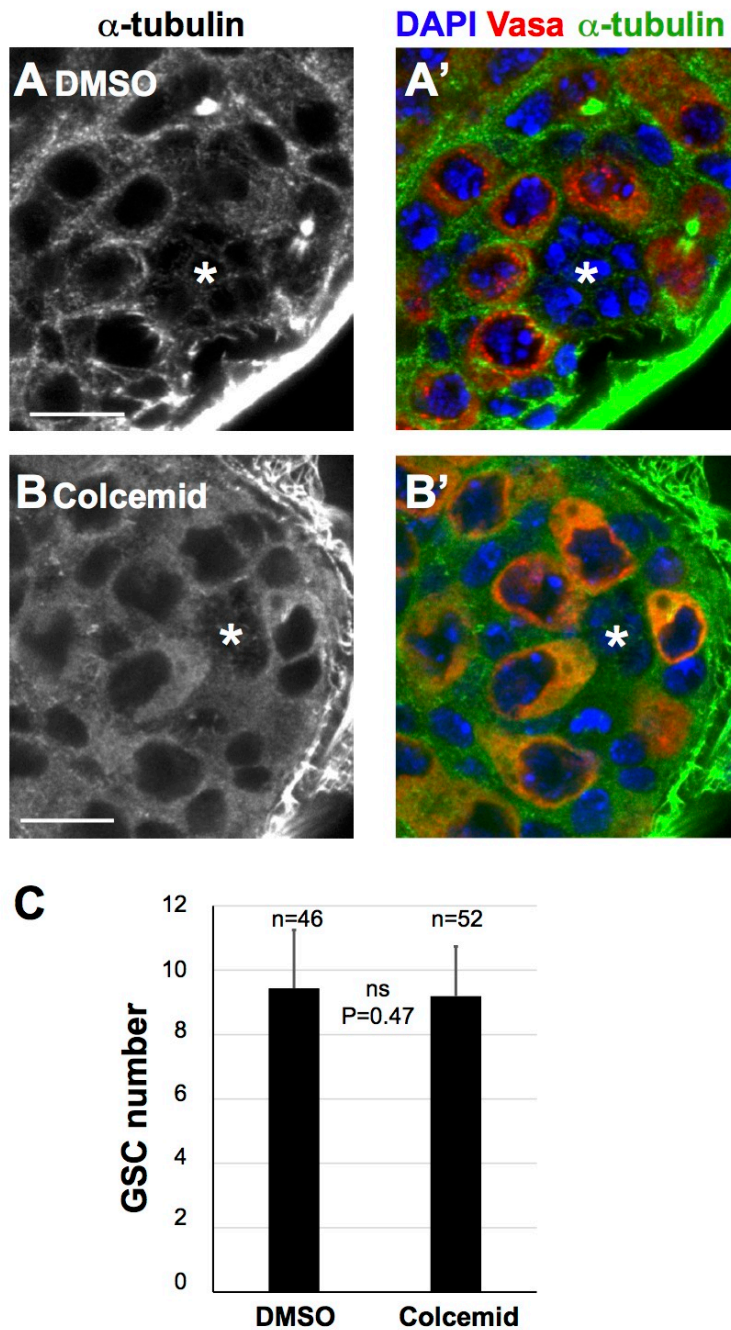 α-tubulin
DAPI Vasa α-tubulin
A DMSO
A’
*
*
B Colcemid
B’
*
*
C
12
n=46
n=52
10
ns
P=0.47
8
6
4
2
0
GSC number
DMSO
Colcemid